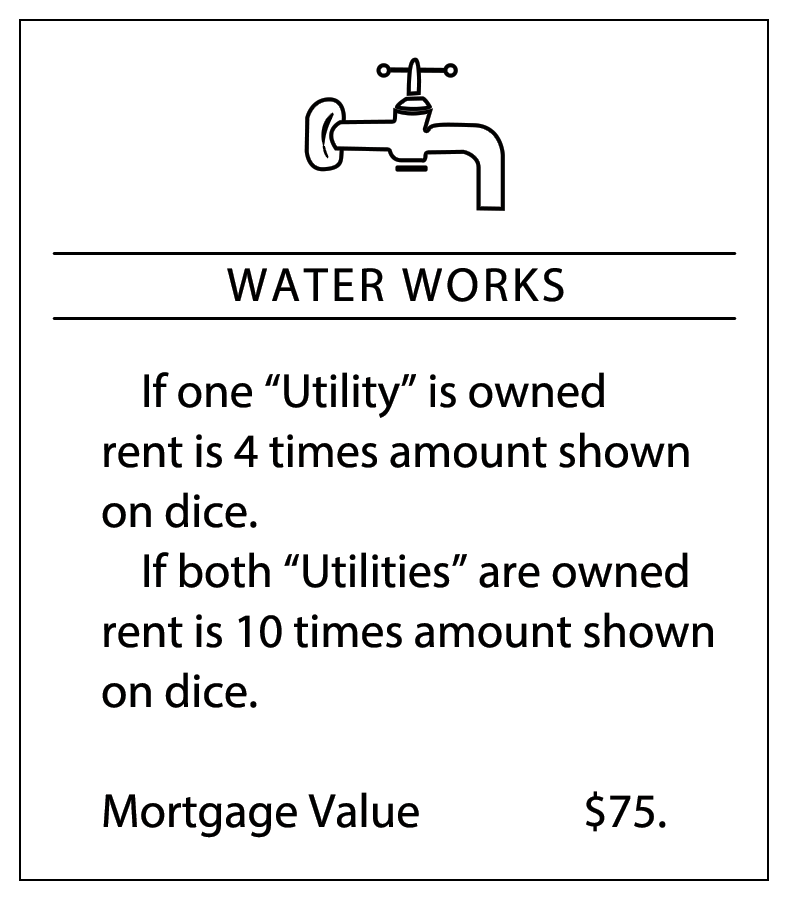 WATER WORKS
If one “Utility” is owned
rent is 4 times amount shown
on dice.
If both “Utilities” are owned
rent is 10 times amount shown
on dice.
Mortgage Value $75.